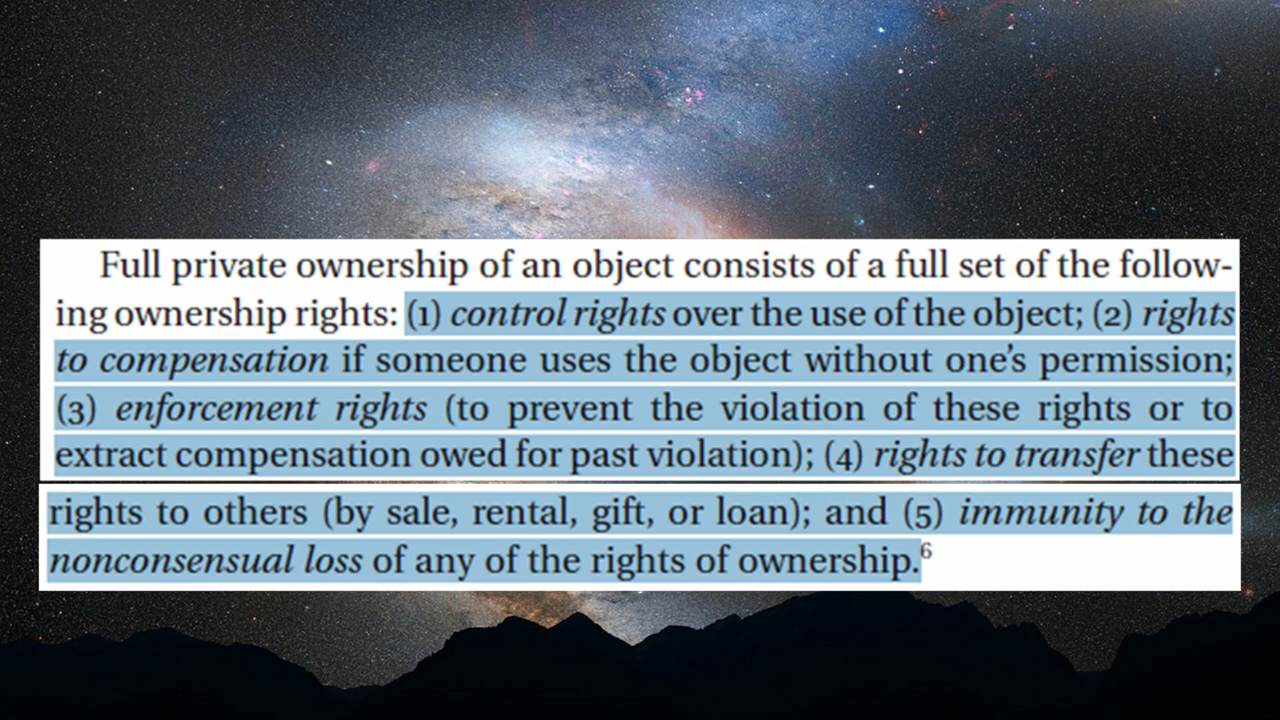 Full private ownership of an object consists of a full set of the follow-
ing ownership rights: (1) control rights over the use of the object; (2) rights
to compensation if someone uses the object without one’s permission;
(3) enforcement rights (to prevent the violation of these rights or to
extract compensation owed for past violation); (4) rights to transfer these
rights to others (by sale, rental, gift, or loan); and (5) immunity to the
nonconsensual loss of any of the rights of ownership.6